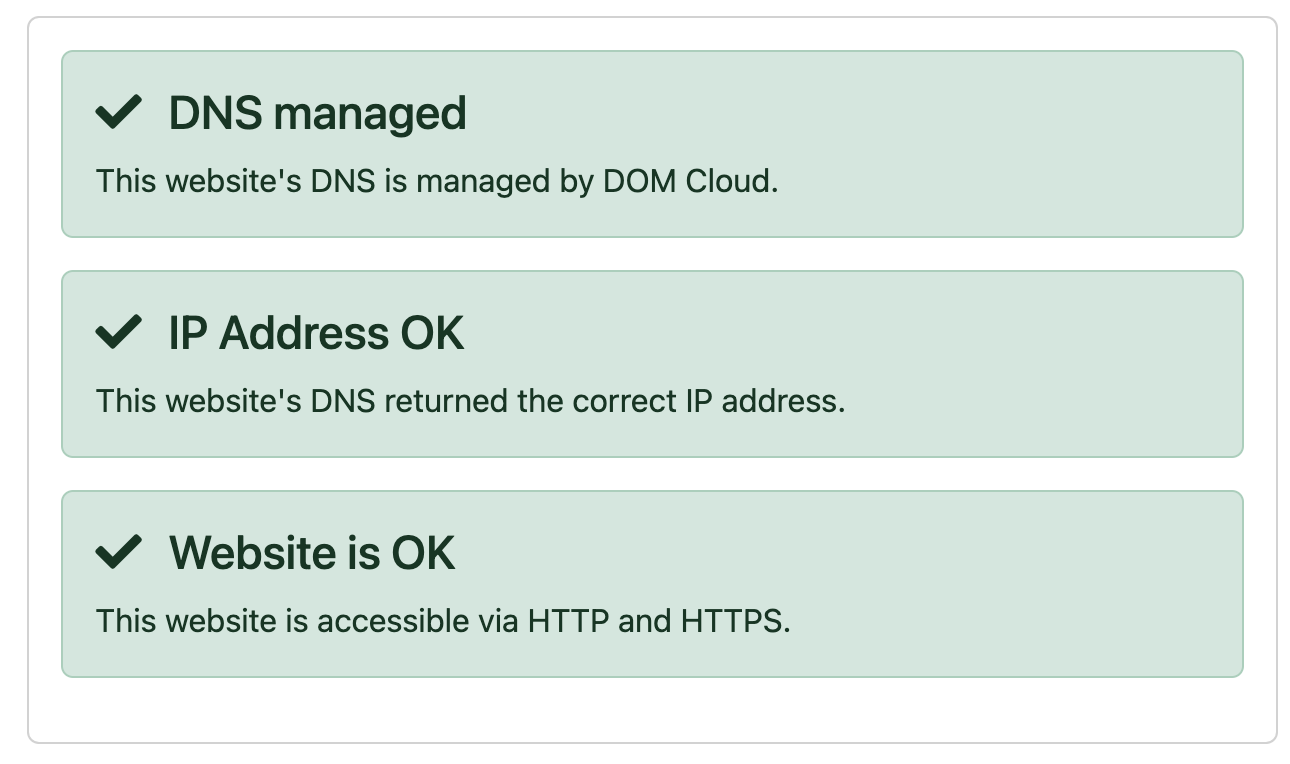 DNS managed
This website's DNS is managed by DOM Cloud.
IP Address OK
This website's DNS returned the correct IP address.
Website is OK
This website is accessible via HTTP and HTTPS.